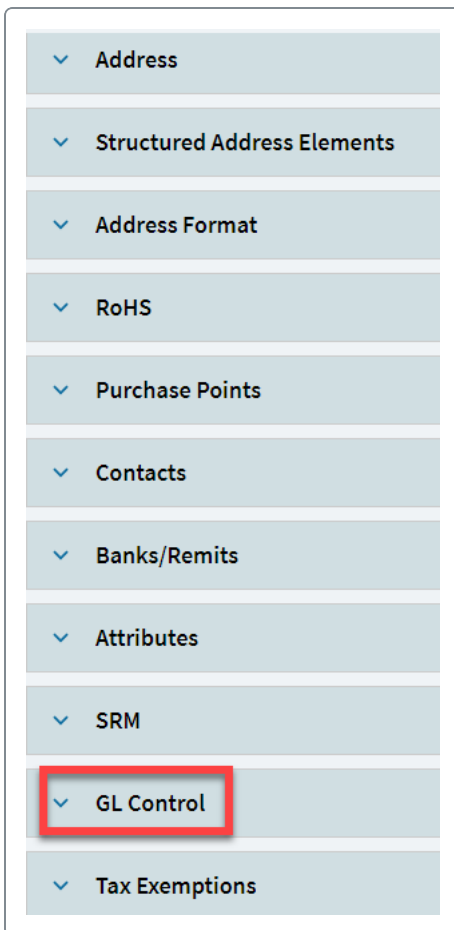 Address
Structured Address Elements
Address Format
RoHS
Purchase Points
Contacts
Banks/Remits
Attributes
SRM
GL Control
Tax Exemptions